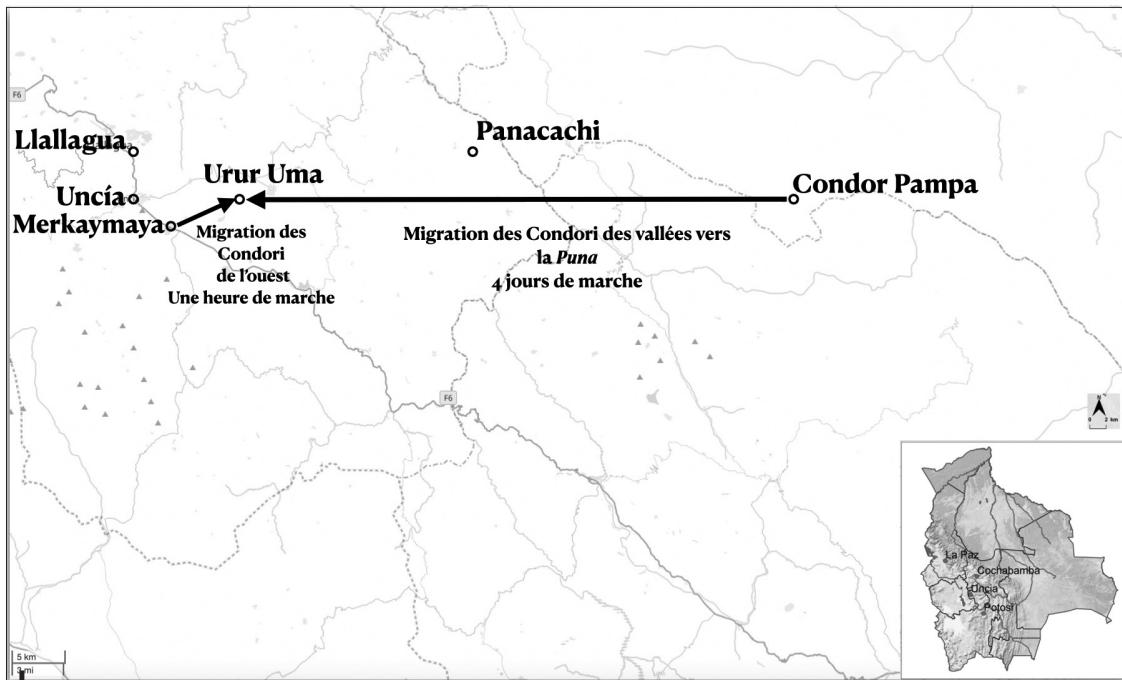 F6
Llallagua
Panacachi
Urur Uma
Uncía
Condor Pampa
Merkaymaya
Migration des
Condori
de l'ouest
Une heure de marche
Migration des Condori des vallées vers
la Puna
4 jours de marche
F6
N
0 2 km
La Paz
Cochabamba
Uncia
Potosí
5 km
3 mi